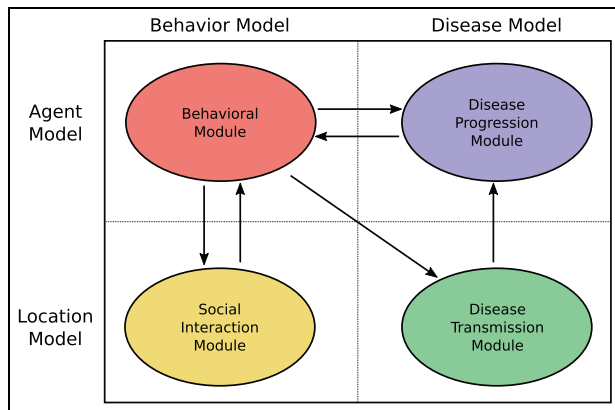 Behavior Model
Disease Model
Agent
Model
Behavioral
Module
Disease
Progression
Module
Location
Model
Social
Interaction
Module
Disease
Transmission
Module